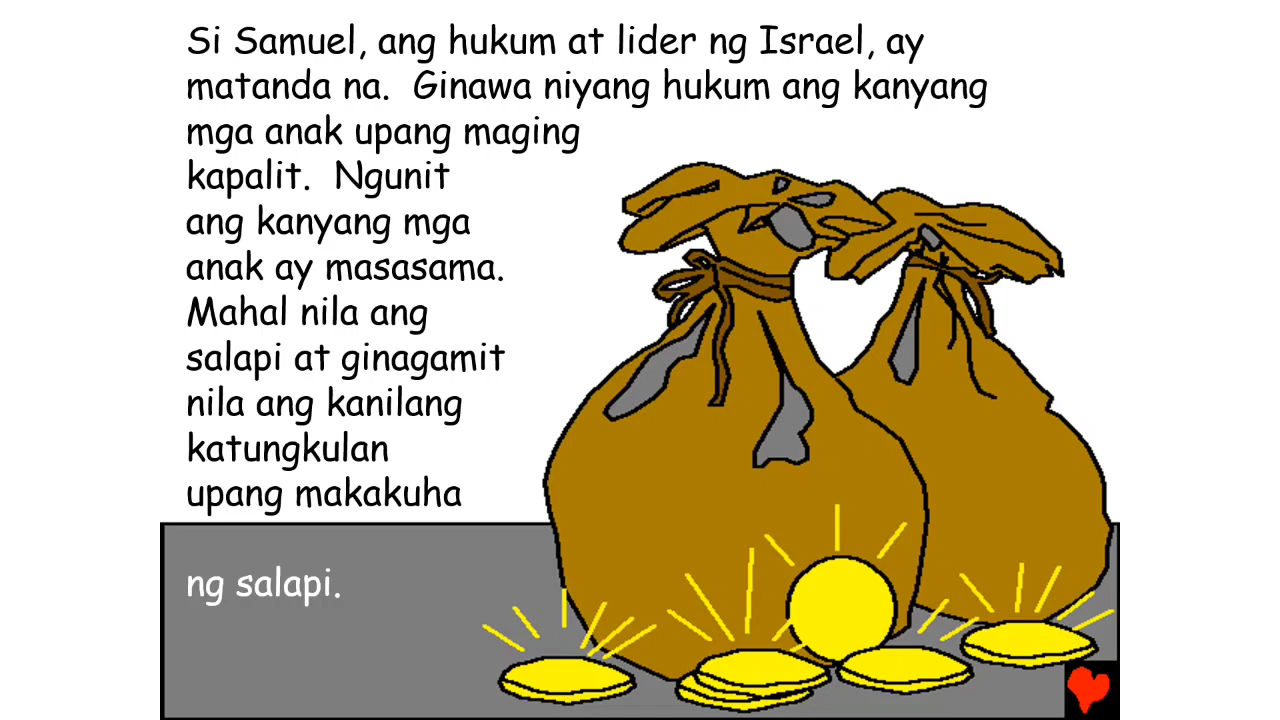 Si Samuel, ang hukum at lider ng Israel, ay
matanda na.  Ginawa niyang hukum ang kanyang
mga anak upang maging
kapalit.  Ngunit
ang kanyang mga
anak ay masasama.
Mahal nila ang
salapi at ginagamit
nila ang kanilang
katungkulan
upang makakuha
ng salapi.